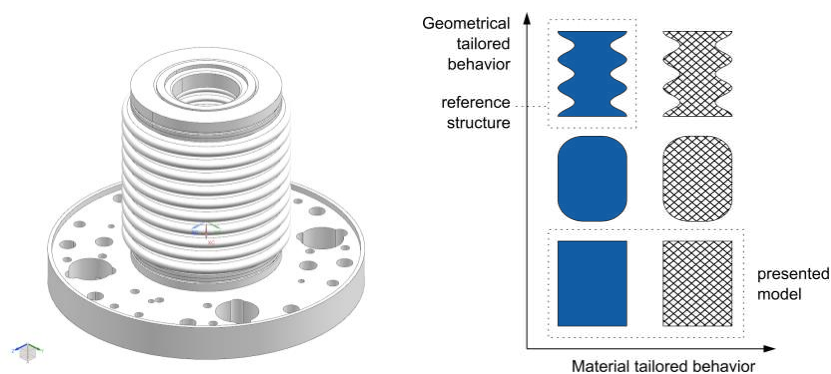 Geometrical
tailored
behavior
reference
structure
presented
model
Material tailored behavior